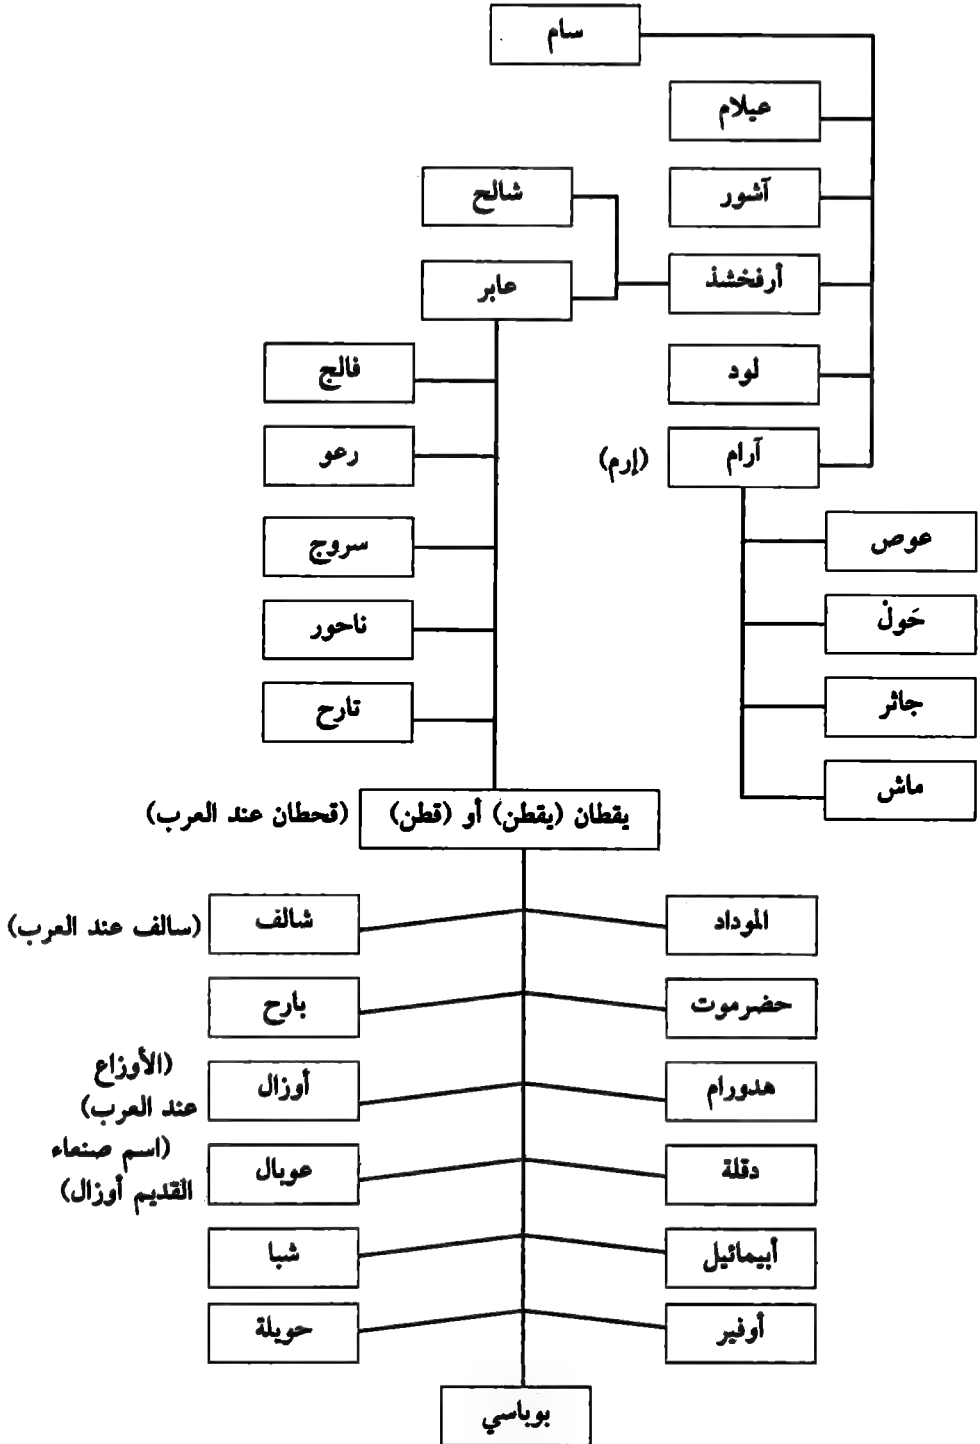 سام
عيلام
آشور
شالح
أرفخشذ
عابر
لود
فالج
آرام
(إرم)
رعو
عوص
سروج
حَولْ
ناحور
جاثر
تارح
ماش
يقطان (يقطن) أو (قطن)
(قحطان عند العرب)
الموداد
شالف
(سالف عند العرب)
حضرموت
يارح
هدورام
أوزال
(الأوزاع
عند العرب)
دقلة
عوبال
(اسم صنعاء
القديم أوزال)
أبيمائيل
شبا
أوفير
حويلة
يوباسي